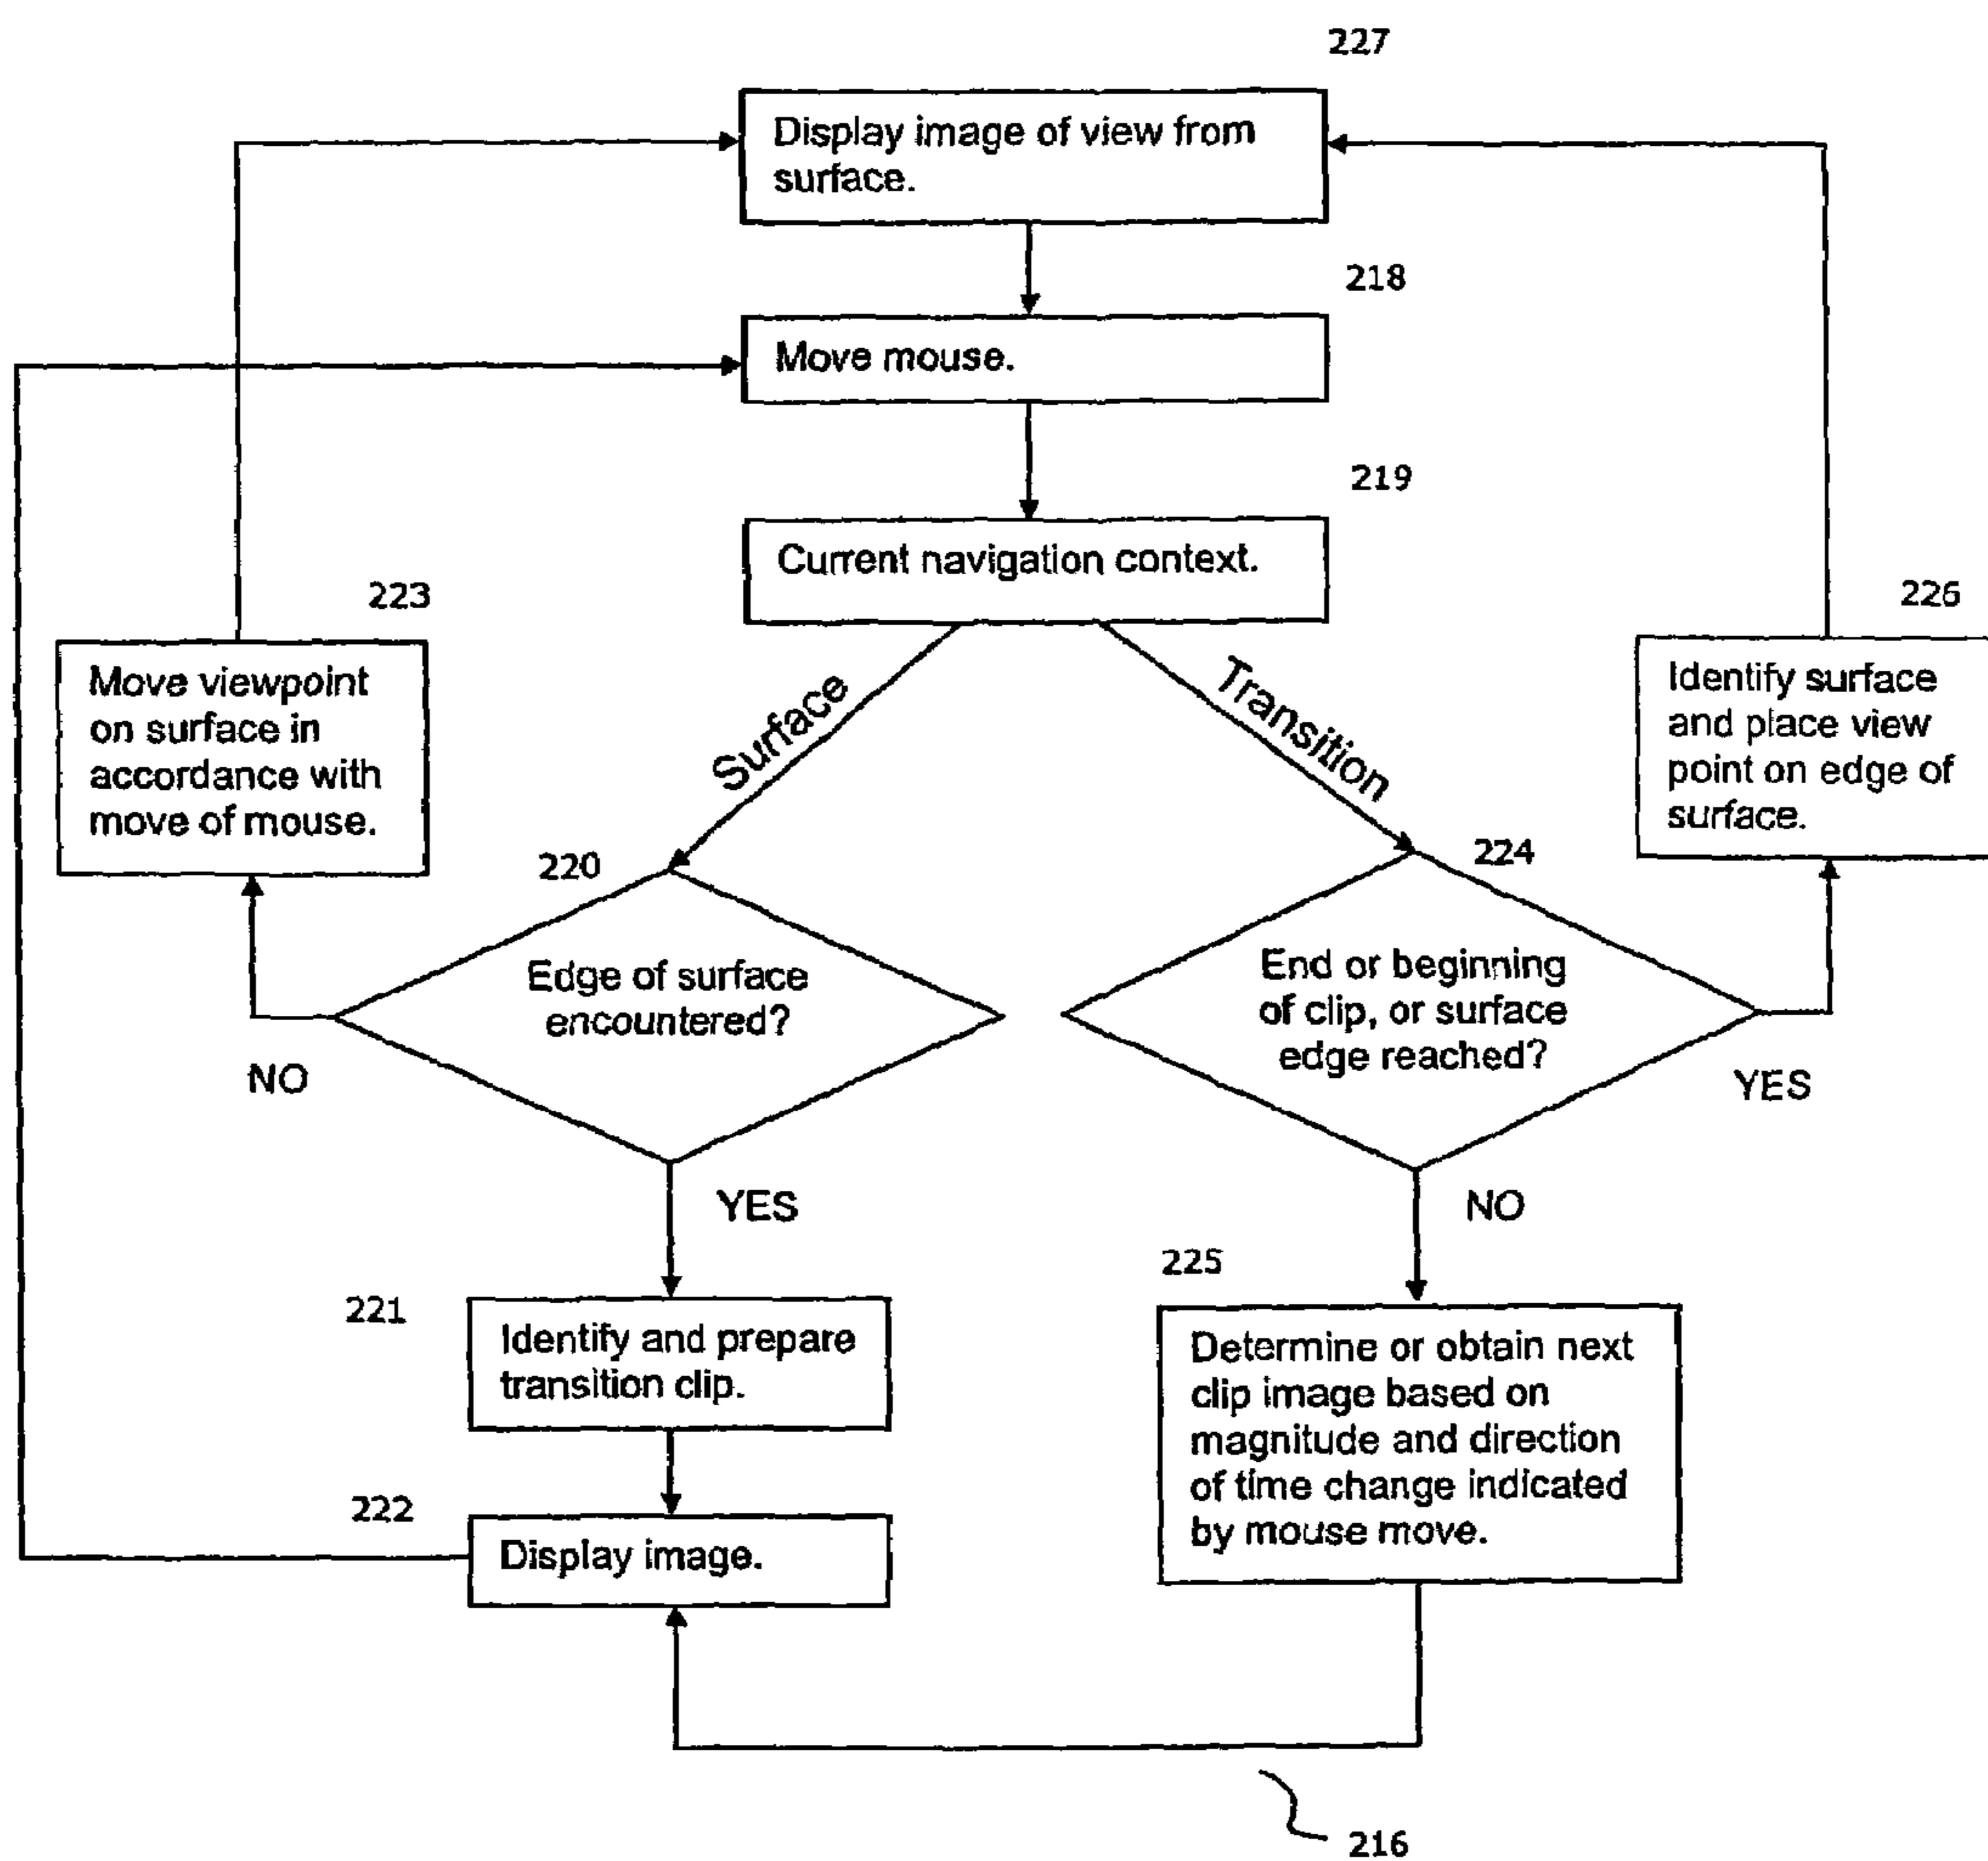 227
Display image of view from
surface.
218
Move mouse.
219
Current navigation context.
223
Move viewpoint
on surface in
accordance with
move of mouse.
226
Identify surface
and place view
point on edge of
surface.
Surface
Transition
220
Edge of surface
encountered?
NO
YES
224
End or beginning
of clip, or surface
edge reached?
YES
NO
221
Identify and prepare
transition clip.
225
Determine or obtain next
clip image based on
magnitude and direction
of time change indicated
by mouse move.
222
Display image.
216